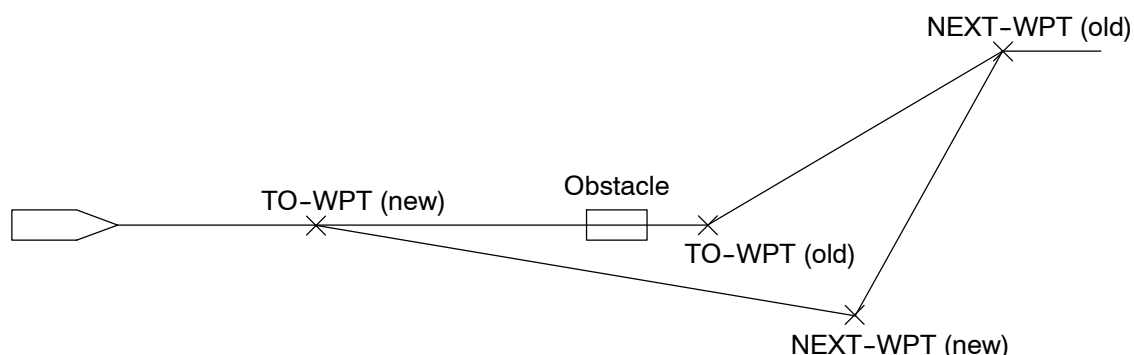 NEXT-WPT (old)
TO-WPT (new)
Obstacle
TO-WPT (old)
NEXT-WPT (new)